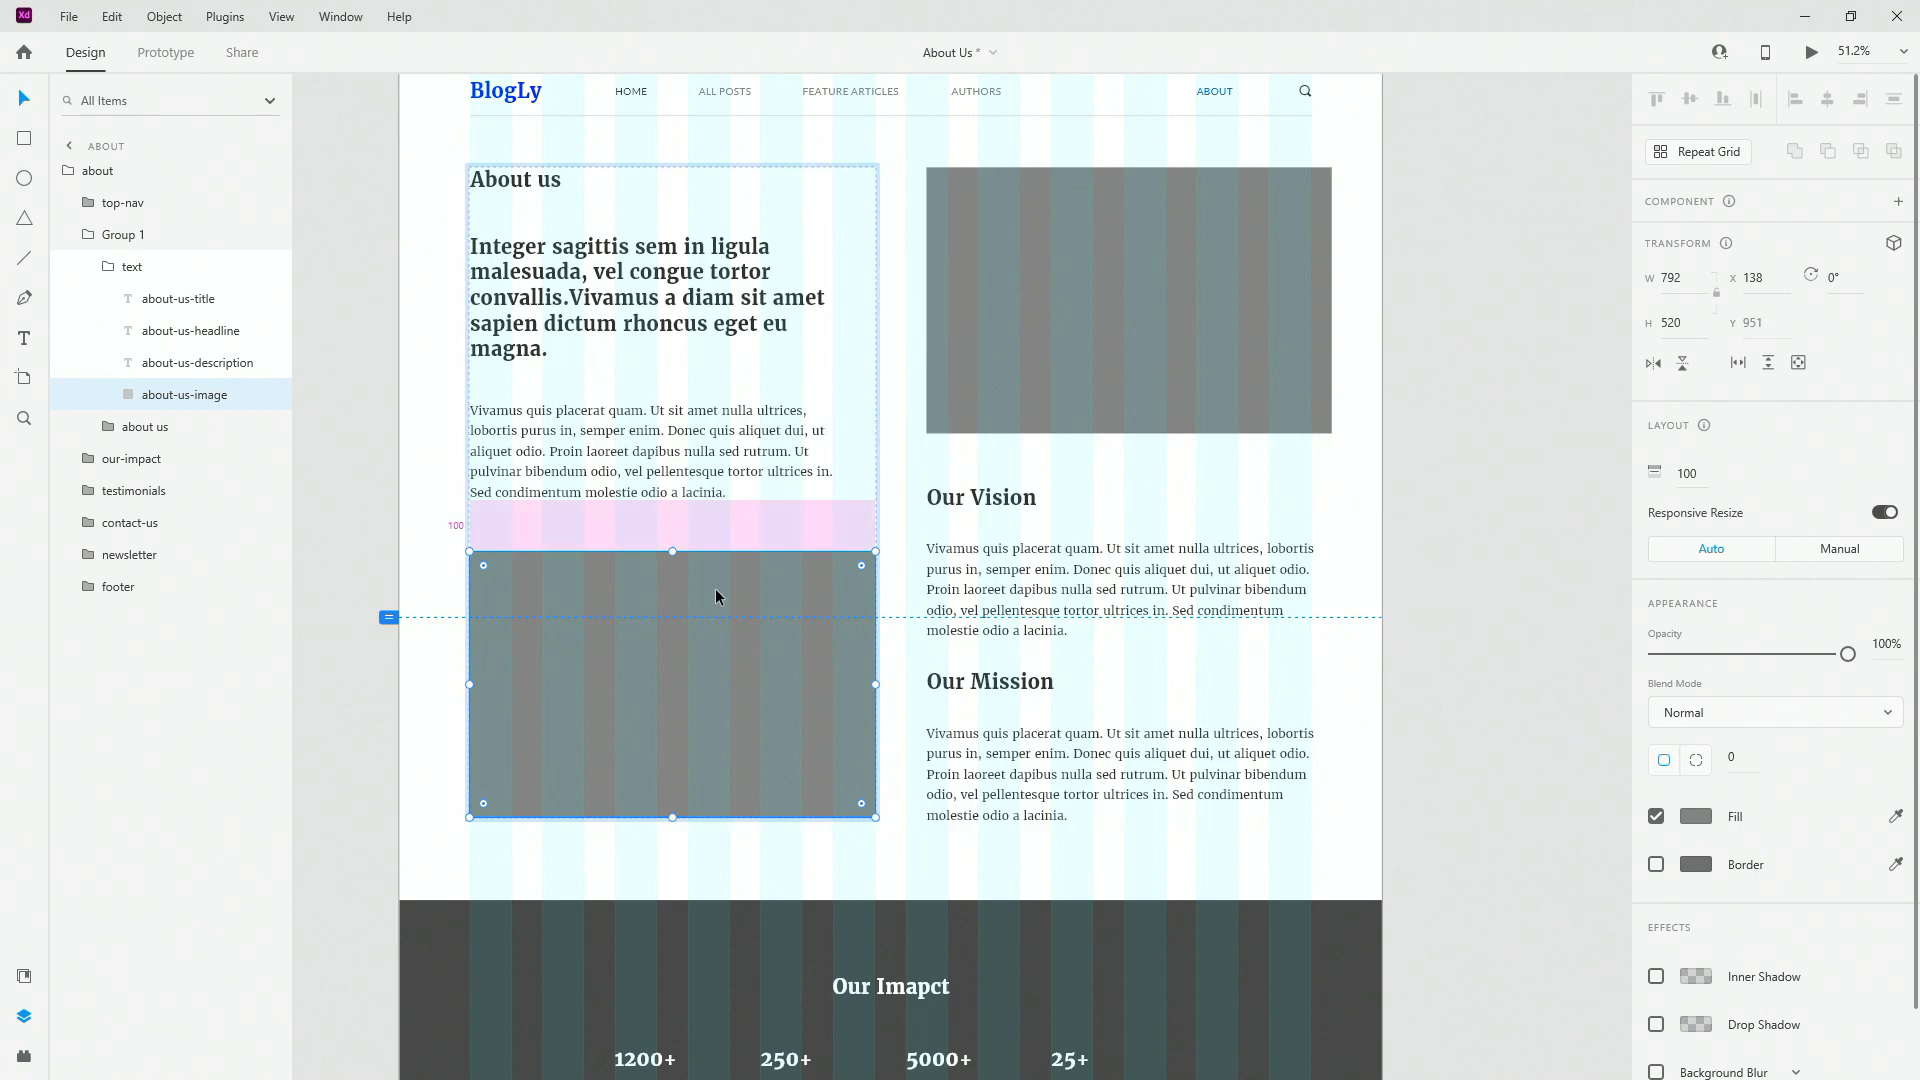 Xd File Edit Object Plugins View Window Help
Design Prototype Share
About Us *
51.2%
All Items
ABOUT
about
top-nav
Group 1
text
about-us-title
about-us-headline
about-us-description
about-us-image
about us
our-impact
testimonials
contact-us
newsletter
footer
BlogLy HOME ALL POSTS FEATURE ARTICLES AUTHORS ABOUT
About us
Integer sagittis sem in ligula
malesuada, vel congue tortor
convallis.Vivamus a diam sit amet
sapien dictum rhoncus eget eu
magna.
Vivamus quis placerat quam. Ut sit amet nulla ultrices,
lobortis purus in, semper enim. Donec quis aliquet dui, ut
aliquet odio. Proin laoreet dapibus nulla sed rutrum. Ut
pulvinar bibendum odio, vel pellentesque tortor ultrices in.
Sed condimentum molestie odio a lacinia.
100
Our Vision
Vivamus quis placerat quam. Ut sit amet nulla ultrices, lobortis
purus in, semper enim. Donec quis aliquet dui, ut aliquet odio.
Proin laoreet dapibus nulla sed rutrum. Ut pulvinar bibendum
odio, vel pellentesque tortor ultrices in. Sed condimentum
molestie odio a lacinia.
Our Mission
Vivamus quis placerat quam. Ut sit amet nulla ultrices, lobortis
purus in, semper enim. Donec quis aliquet dui, ut aliquet odio.
Proin laoreet dapibus nulla sed rutrum. Ut pulvinar bibendum
odio, vel pellentesque tortor ultrices in. Sed condimentum
molestie odio a lacinia.
Our Imapct
1200+ 250+ 5000+ 25+
Repeat Grid
COMPONENT
TRANSFORM
W 792 X 138 0°
H 520 Y 951
LAYOUT
100
Responsive Resize
Auto Manual
APPEARANCE
Opacity
100%
Blend Mode
Normal
0
Fill
Border
EFFECTS
Inner Shadow
Drop Shadow
Background Blur